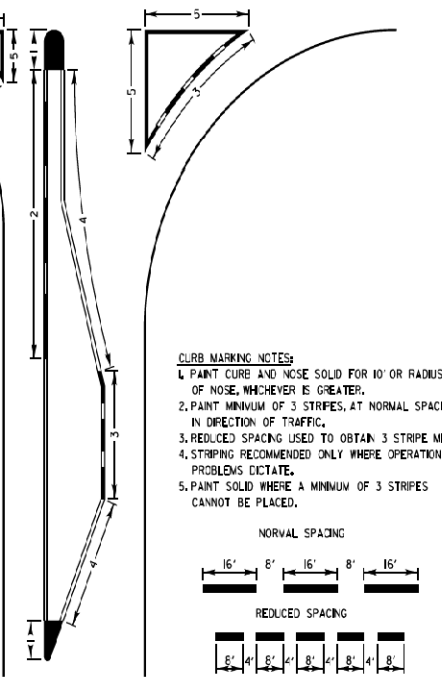 5
1
5
5
3
2
4
CURB MARKING NOTES:
1. PAINT CURB AND NOSE SOLID FOR 10' OR RADIUS
OF NOSE, WHICHEVER IS GREATER.
2. PAINT MINIMUM OF 3 STRIPES, AT NORMAL
IN DIRECTION OF TRAFFIC.
3. REDUCED SPACING USED TO OBTAIN 3 STRIPE
4. STRIPING RECOMMENDED ONLY WHERE
PROBLEMS DICTATE.
5. PAINT SOLID WHERE A MINIMUM OF 3 STRIPES
CANNOT BE PLACED.
3
4
1
NORMAL SPACING
16' 8' 16' 8' 16'
REDUCED SPACING
8' 4' 8' 4' 8' 4' 8' 4' 8'